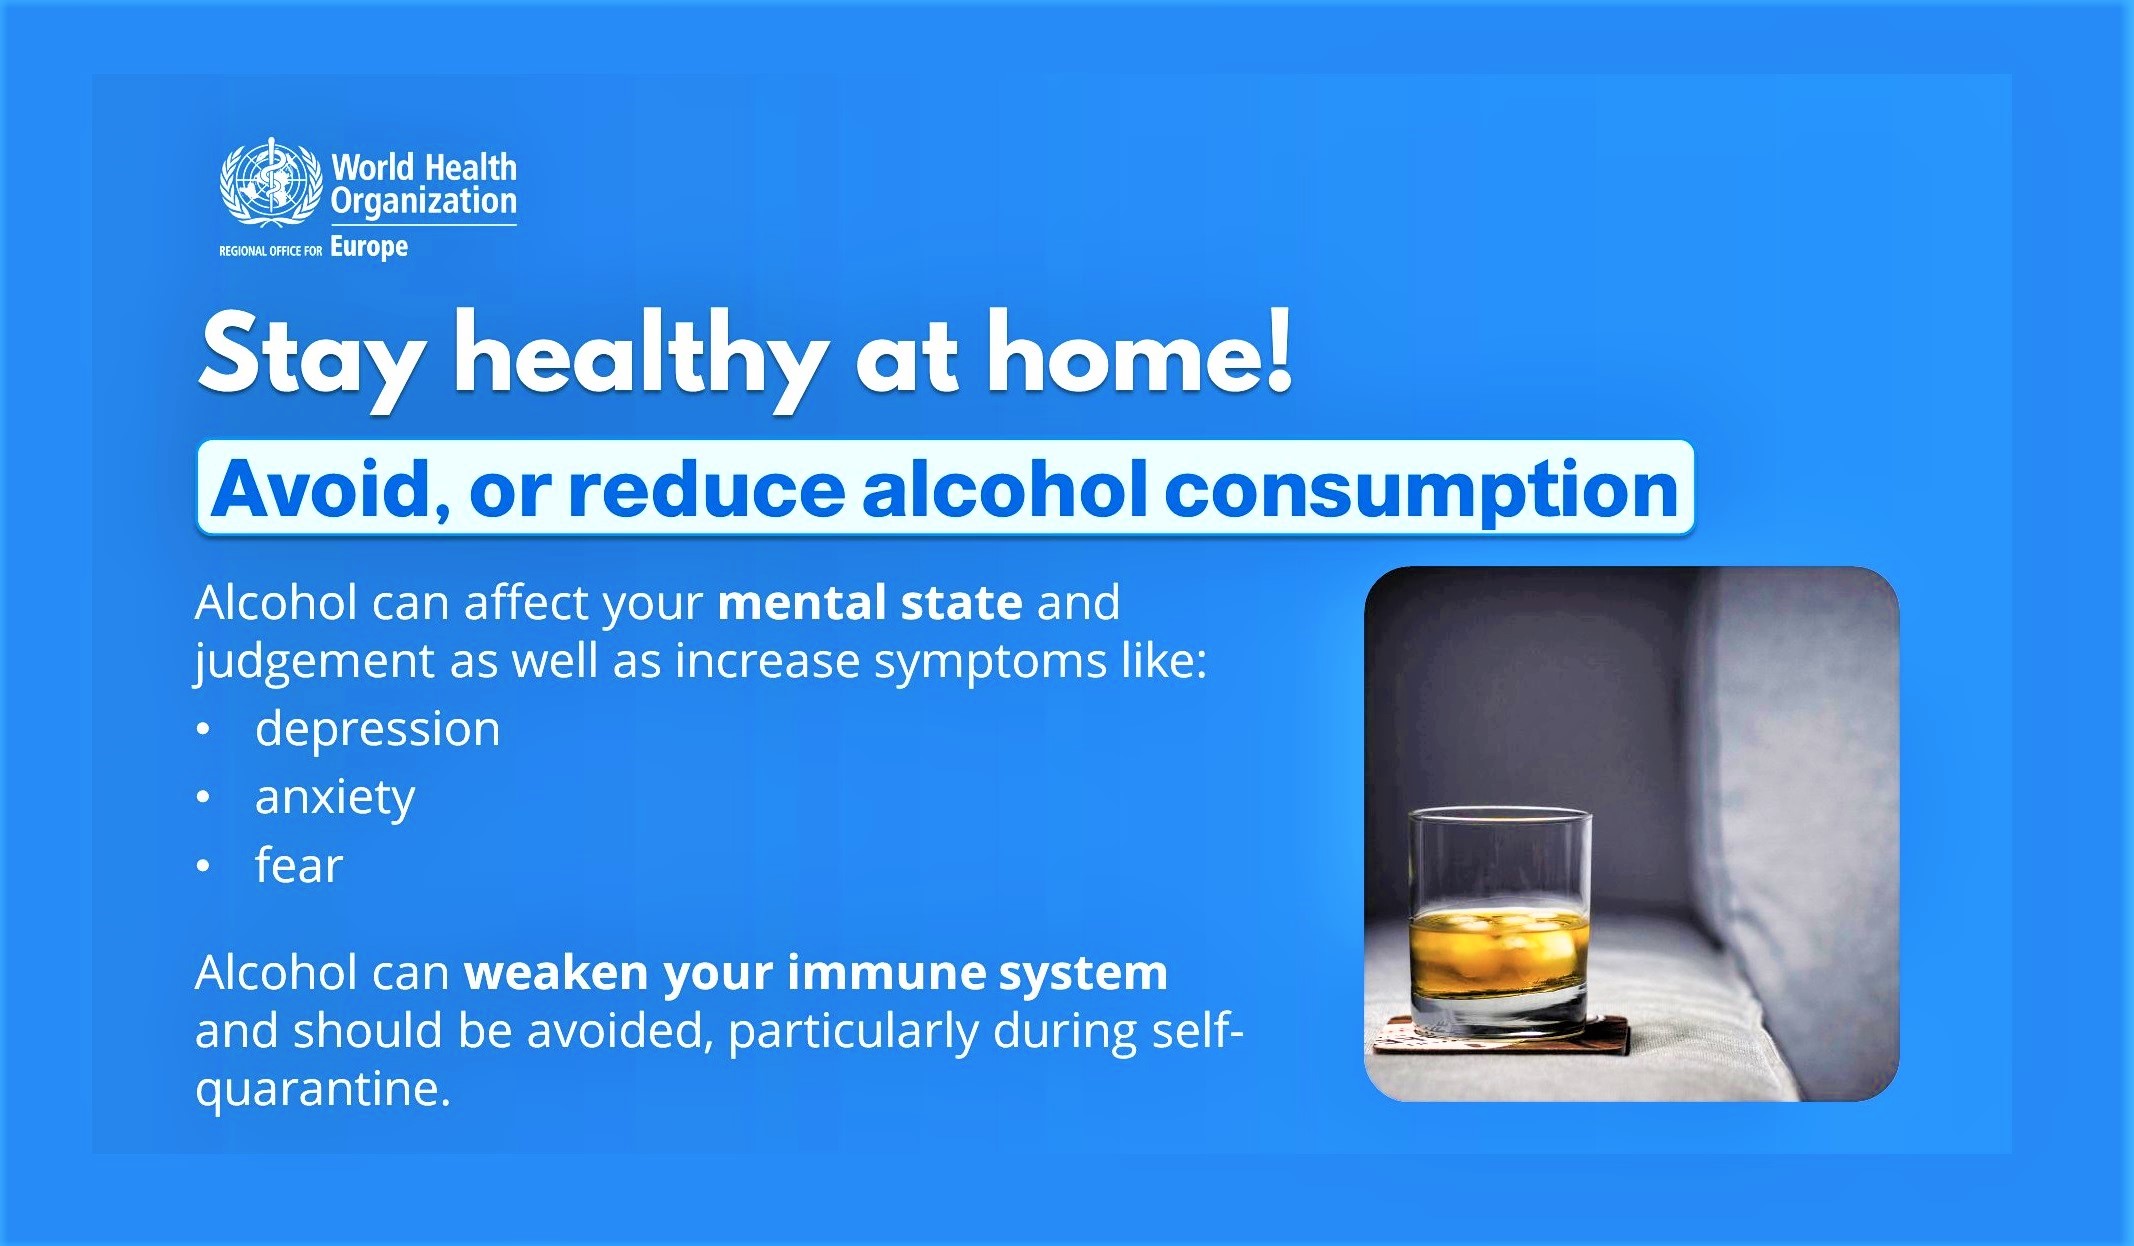 World Health
Organization
REGIONAL OFFICE FOR Europe
Stay healthy at home!
Avoid, or reduce alcohol consumption
Alcohol can affect your mental state and
judgement as well as increase symptoms like:
• depression
• anxiety
• fear
Alcohol can weaken your immune system
and should be avoided, particularly during self-
quarantine.